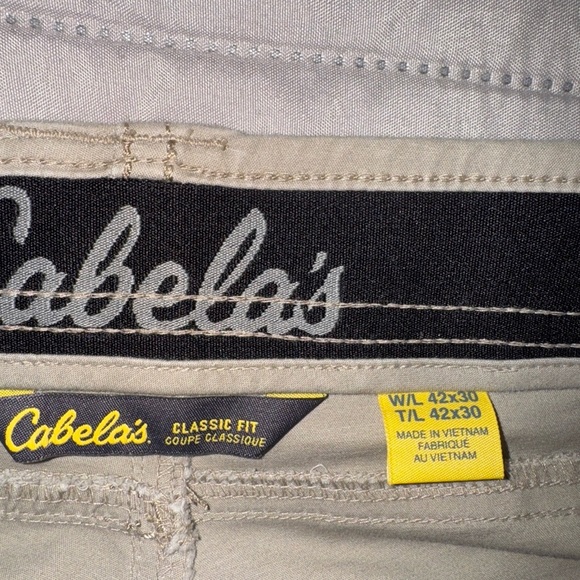 Cabela's
Cabela's. CLASSIC FIT
COUPE CLASSIQUE
W/L 42x30
T/L 42x30
MADE IN VIETNAM
FABRIQUÉ
AU VIETNAM